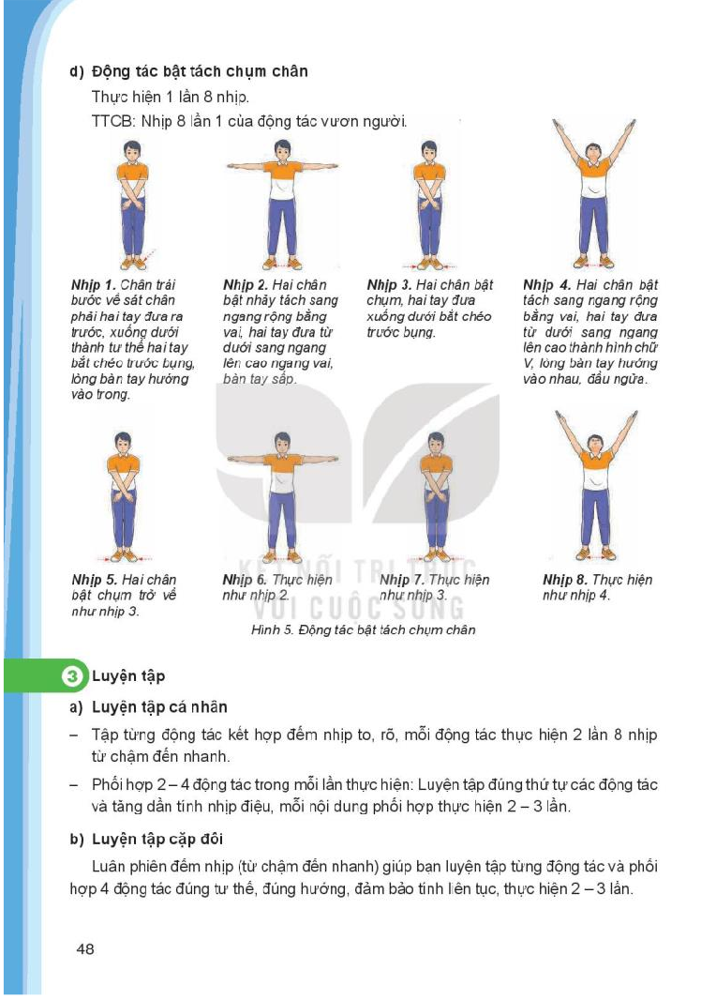 d) Động tác bật tách chụm chân
Thực hiện 1 lần 8 nhịp.
TTCB: Nhịp 8 lần 1 của động tác vươn người.
Nhịp 1. Chân trái
bước về sát chân
phải hai tay đưa ra
trước, xuống dưới
thành tư thế hai tay
bắt chéo trước bụng,
lòng bàn tay hướng
vào trong.
Nhịp 2. Hai chân
bật nhảy tách sang
ngang rộng bằng
vai, hai tay đưa từ
dưới sang ngang
lên cao ngang vai,
bàn tay sấp.
Nhịp 3. Hai chân bật
chụm, hai tay đưa
xuống dưới bắt chéo
trước bụng.
Nhịp 4. Hai chân bật
tách sang ngang rộng
bằng vai, hai tay đưa
từ dưới sang ngang
lên cao thành hình chữ
V, lòng bàn tay hướng
vào nhau, đầu ngửa.
Nhịp 5. Hai chân
bật chụm trở về
như nhịp 3.
Nhịp 6. Thực hiện
như nhịp 2.
Nhịp 7. Thực hiện
như nhịp 3.
Nhịp 8. Thực hiện
như nhịp 4.
KẾT NỐI TRI THỨC
VỚI CUỘC SỐNG
Hình 5. Động tác bật tách chụm chân
3 Luyện tập
a) Luyện tập cá nhân
– Tập từng động tác kết hợp đếm nhịp to, rõ, mỗi động tác thực hiện 2 lần 8 nhịp
từ chậm đến nhanh.
– Phối hợp 2 – 4 động tác trong mỗi lần thực hiện: Luyện tập đúng thứ tự các động tác
và tăng dần tính nhịp điệu, mỗi nội dung phối hợp thực hiện 2 – 3 lần.
b) Luyện tập cặp đôi
Luân phiên đếm nhịp (từ chậm đến nhanh) giúp bạn luyện tập từng động tác và phối
hợp 4 động tác đúng tư thế, đúng hướng, đảm bảo tính liên tục, thực hiện 2 – 3 lần.
48